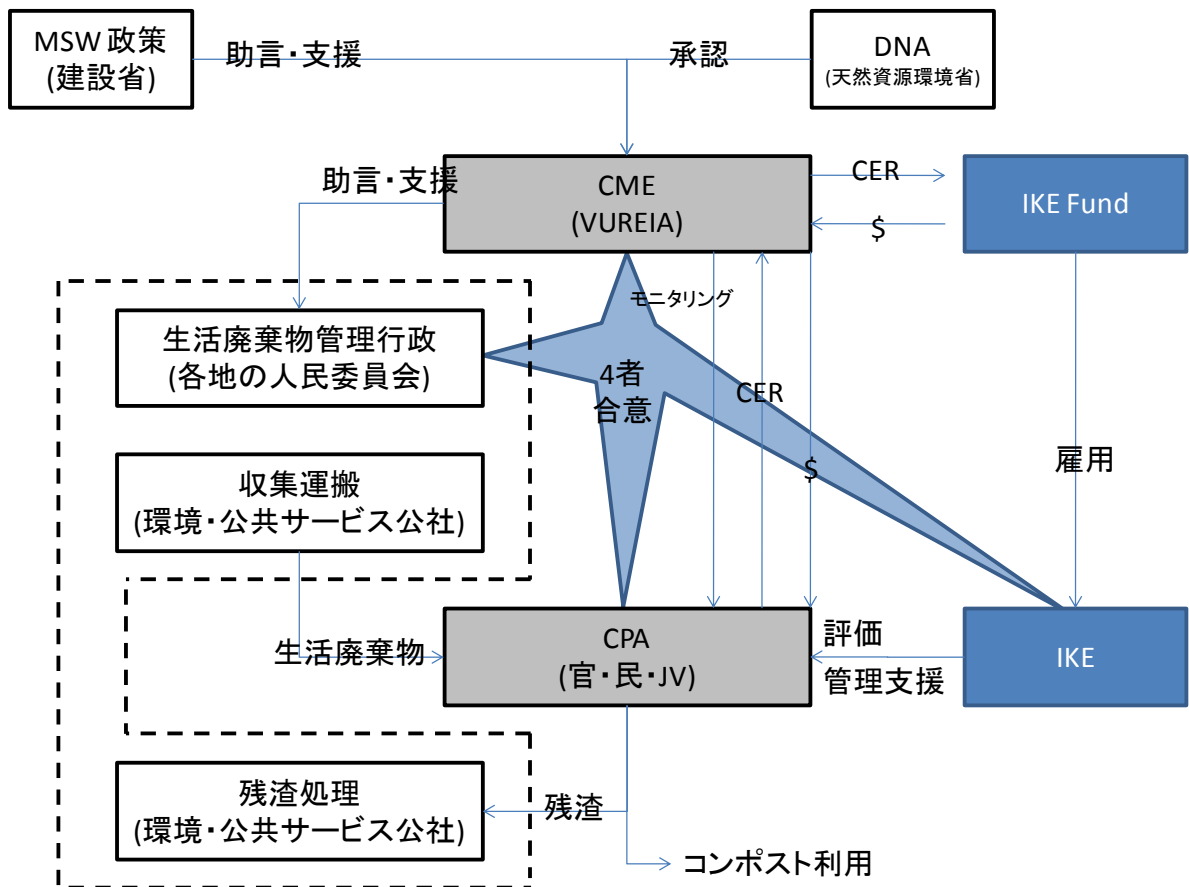 MSW 政策
(建設省)
助言・支援
承認
DNA
(天然資源環境省)
助言・支援
CME
(VUREIA)
CER
$
IKE Fund
モニタリング
生活廃棄物管理行政
(各地の人民委員会)
4者
合意
CER
$
雇用
収集運搬
(環境・公共サービス公社)
生活廃棄物
CPA
(官・民・JV)
評価
管理支援
IKE
残渣処理
(環境・公共サービス公社)
残渣
コンポスト利用